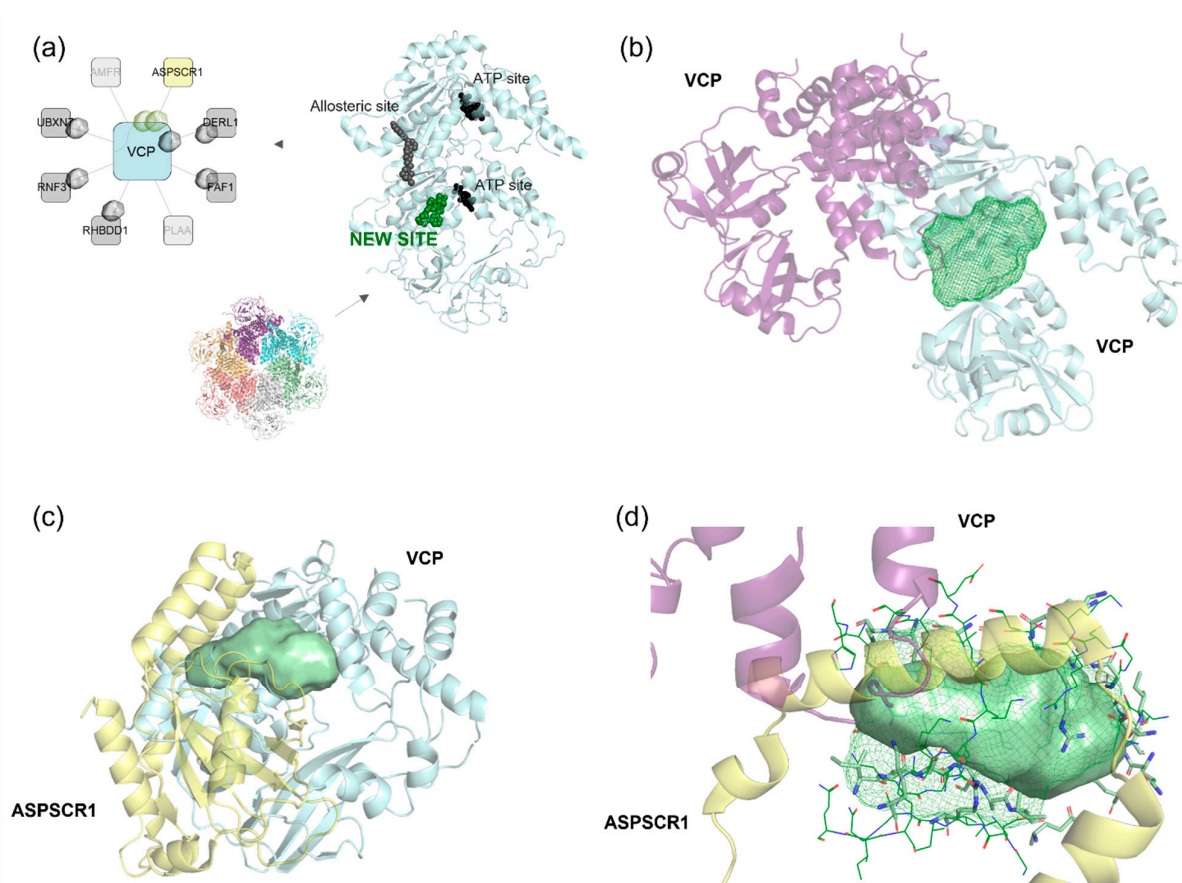 (a)
AMFR
ASPSCR1
UBXN7
DERL1
VCP
RNF31
FAF1
RHBDD1
PLAA
ATP site
Allosteric site
ATP site
NEW SITE
(b)
VCP
VCP
(c)
VCP
ASPSCR1
(d)
VCP
ASPSCR1